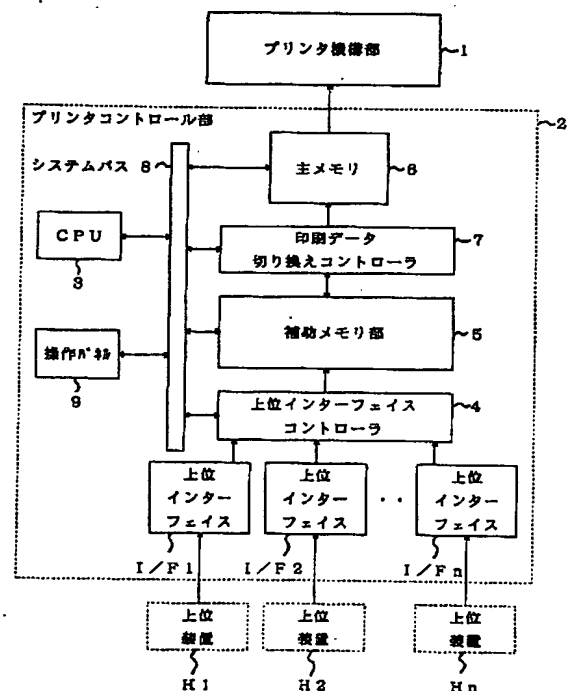 プリンタ機構部
1
プリンタコントロール部
2
システムバス 8
主メモリ
6
CPU
3
印刷データ
切り換えコントローラ
7
補助メモリ部
5
操作パネル
9
上位インターフェイス
コントローラ
4
上位
インター
フェイス
上位
インター
フェイス
・・
上位
インター
フェイス
I/F1
I/F2
I/Fn
上位
装置
上位
装置
上位
装置
H1
H2
Hn